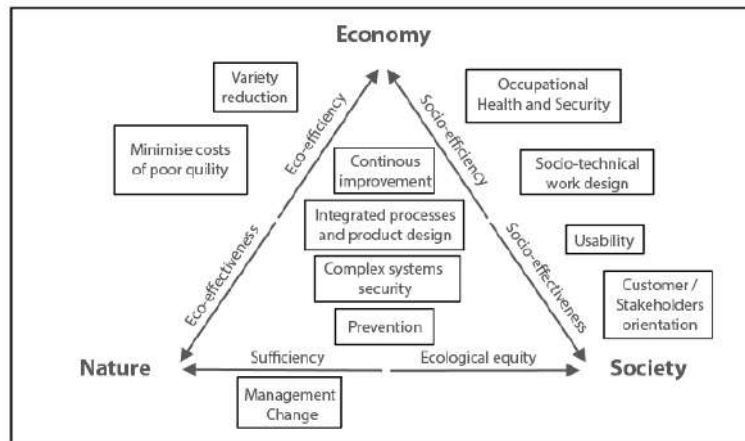 Economy
Variety
reduction
Occupational
Health and Security
Eco-efficiency
Socio-efficiency
Minimise costs
of poor quility
Continous
improvement
Socio-technical
work design
Integrated processes
and product design
Usability
Eco-effectiveness
Socio-effectiveness
Complex systems
security
Customer /
Stakeholders
orientation
Prevention
Nature
Sufficiency
Ecological equity
Society
Management
Change